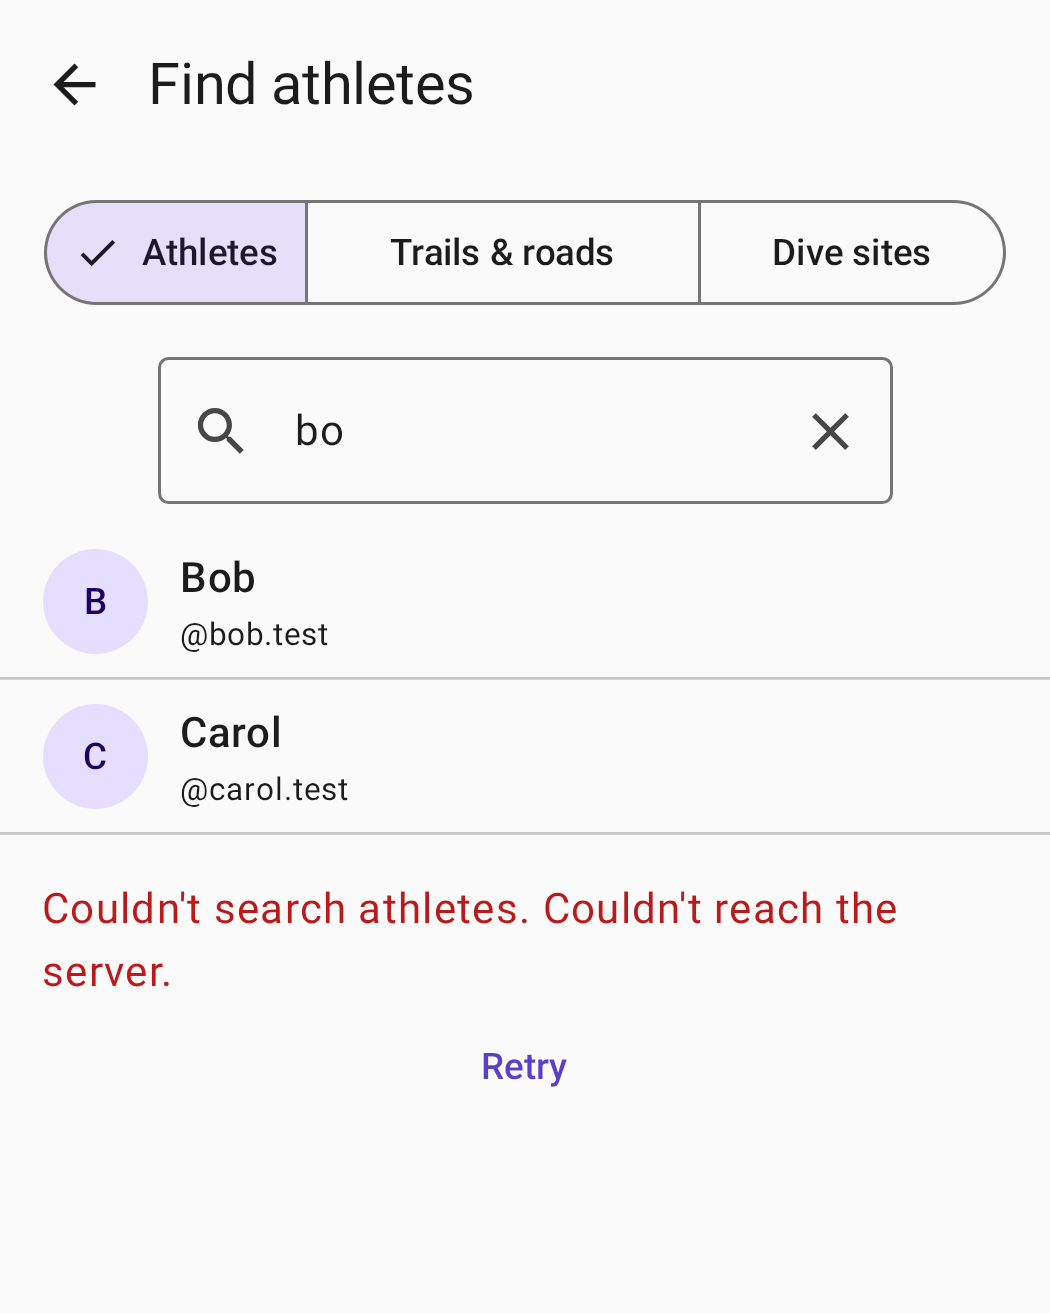 Find athletes
Athletes
Trails & roads
Dive sites
bo
B
Bob
@bob.test
C
Carol
@carol.test
Couldn't search athletes. Couldn't reach the
server.
Retry